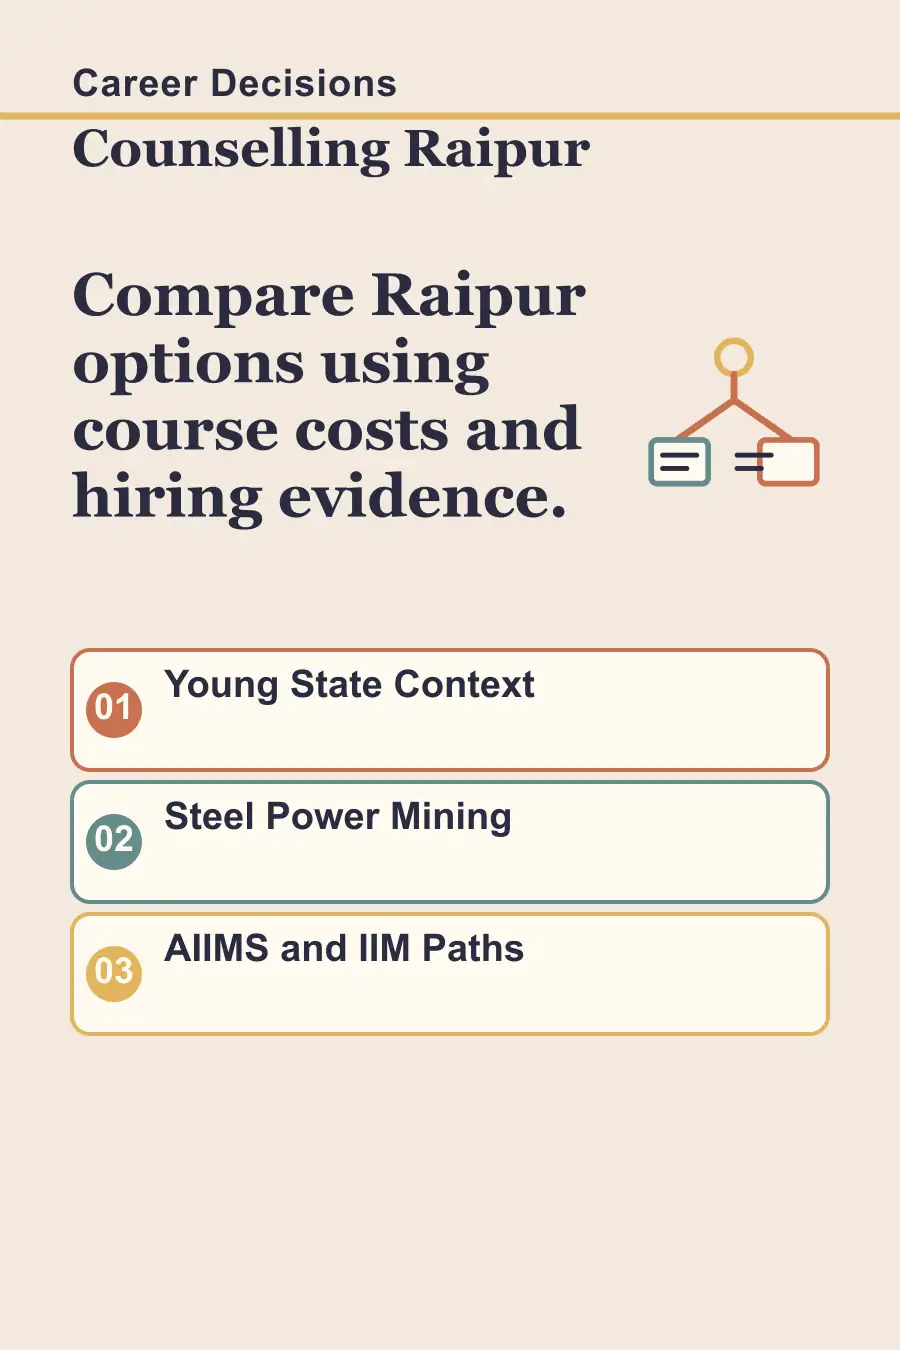 Career Decisions
Counselling Raipur
Compare Raipur
options using
course costs and
hiring evidence.
01
Young State Context
02
Steel Power Mining
03
AIIMS and IIM Paths